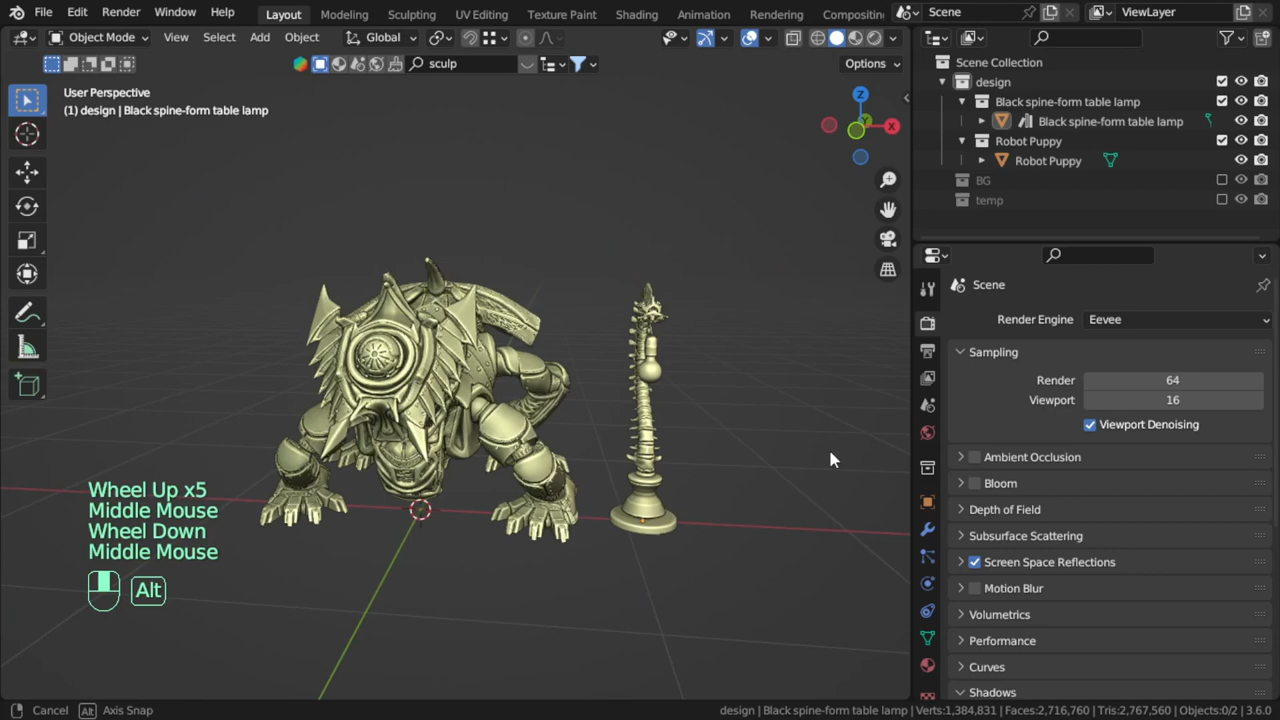 File Edit Render Window Help Layout Modeling Sculpting UV Editing Texture Paint Shading Animation Rendering Compositing Scene ViewLayer
Object Mode View Select Add Object Global
sculp Options
User Perspective
(1) design | Black spine-form table lamp
Z
Y
X
Scene Collection
design
Black spine-form table lamp
Black spine-form table lamp
Robot Puppy
Robot Puppy
BG
temp
Scene
Render Engine Eevee
Sampling
Render 64
Viewport 16
Viewport Denoising
Ambient Occlusion
Bloom
Depth of Field
Subsurface Scattering
Screen Space Reflections
Motion Blur
Volumetrics
Performance
Curves
Shadows
Wheel Up x5
Middle Mouse
Wheel Down
Middle Mouse
Alt
Cancel Alt Axis Snap design | Black spine-form table lamp | Verts:1,384,831 | Faces:2,716,760 | Tris:2,767,560 | Objects:0/2 | 3.6.0